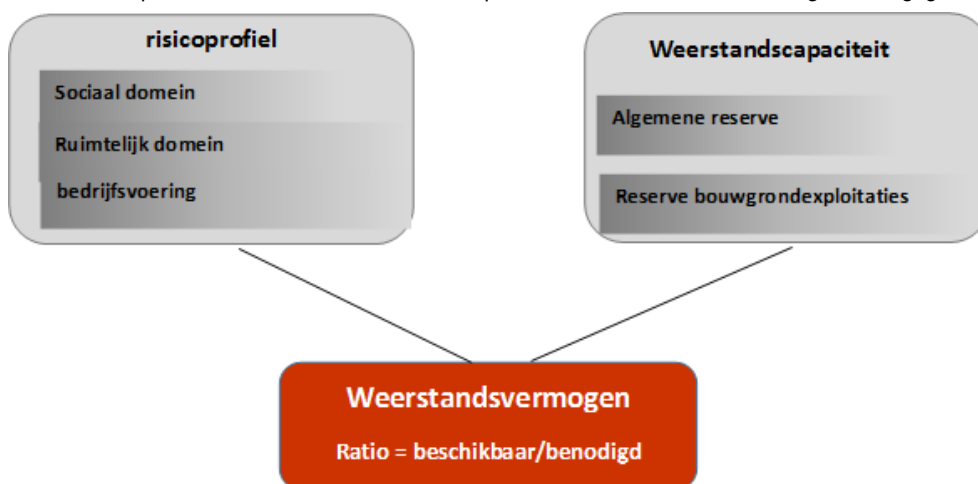 risicoprofiel
Sociaal domein
Ruimtelijk domein
bedrijfsvoering
Weerstandscapaciteit
Algemene reserve
Reserve bouwgrondexploitaties
Weerstandsvermogen
Ratio = beschikbaar/benodigd